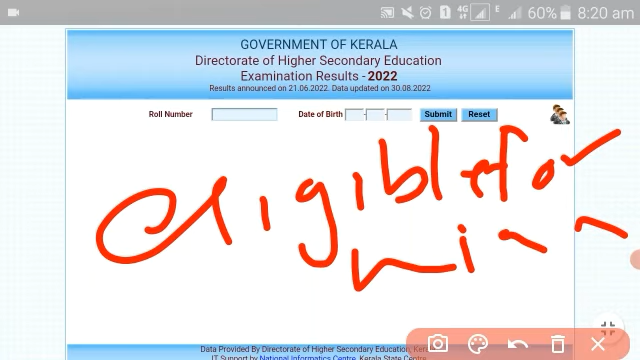 4G
E
60%
8:20 am
GOVERNMENT OF KERALA
Directorate of Higher Secondary Education
Examination Results - 2022
Results announced on 21.06.2022. Data updated on 30.08.2022
Roll Number Date of Birth - - Submit Reset
eligible for
Data Provided By Directorate of Higher Secondary Education,
IT Support by National Informatics Centre, Kerala State